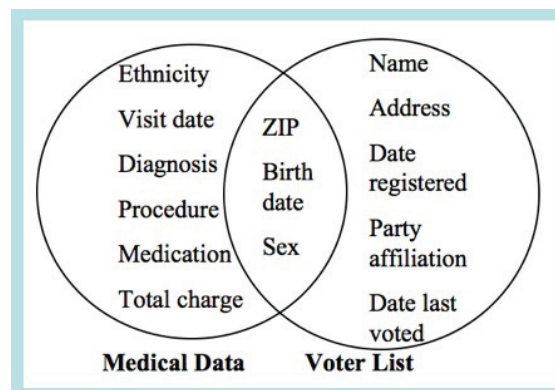 Ethnicity
Visit date
Diagnosis
Procedure
Medication
Total charge
ZIP
Birth
date
Sex
Name
Address
Date
registered
Party
affiliation
Date last
voted
Medical Data
Voter List